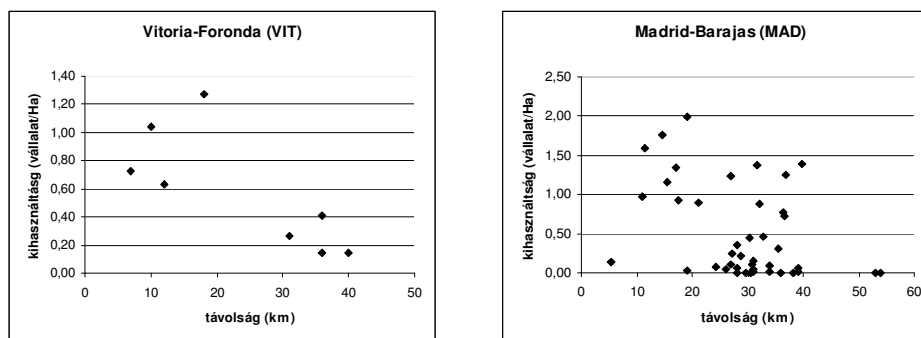 Vitoria-Foronda (VIT)
kihasználtásg (vállalat/Ha)
1,40
1,20
1,00
0,80
0,60
0,40
0,20
0,00
0 10 20 30 40 50
távolság (km)
Madrid-Barajas (MAD)
kihasználtság (vállalat/Ha)
2,50
2,00
1,50
1,00
0,50
0,00
0 10 20 30 40 50 60
távolság (km)